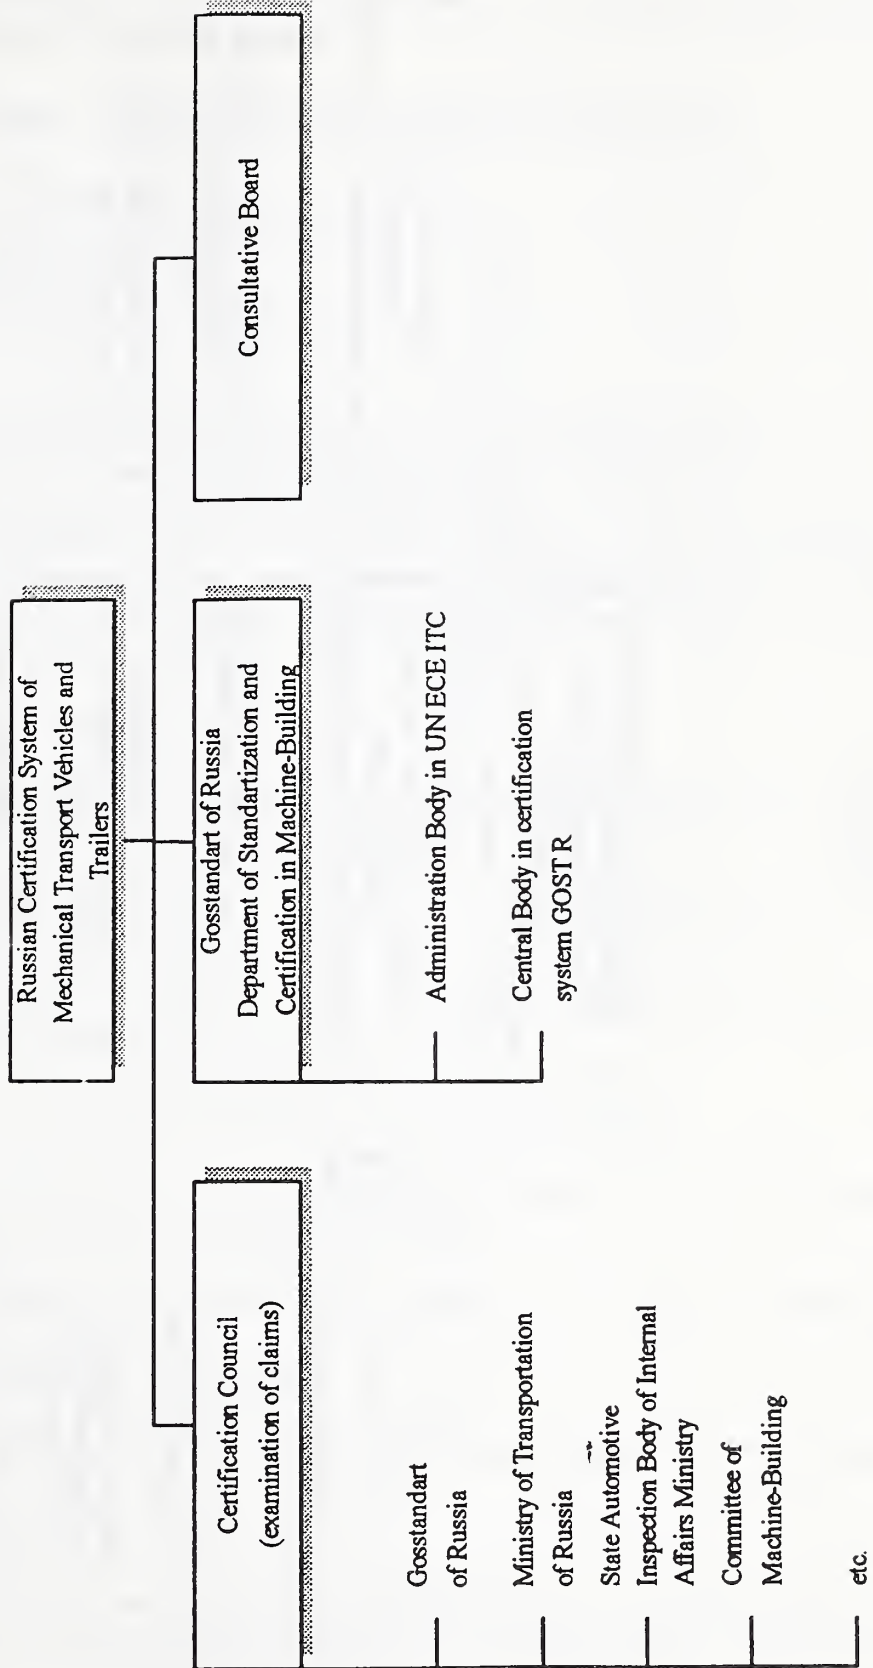 Russian Certification System of
Mechanical Transport Vehicles and
Trailers
Certification Council
(examination of claims)
Gosstandart
of Russia
Ministry of Transportation
of Russia
State Automotive
Inspection Body of Internal
Affairs Ministry
Committee of
Machine-Building
etc.
Gosstandart of Russia
Department of Standartization and
Certification in Machine-Building
Administration Body in UN ECE ITC
Central Body in certification
system GOST R
Consultative Board